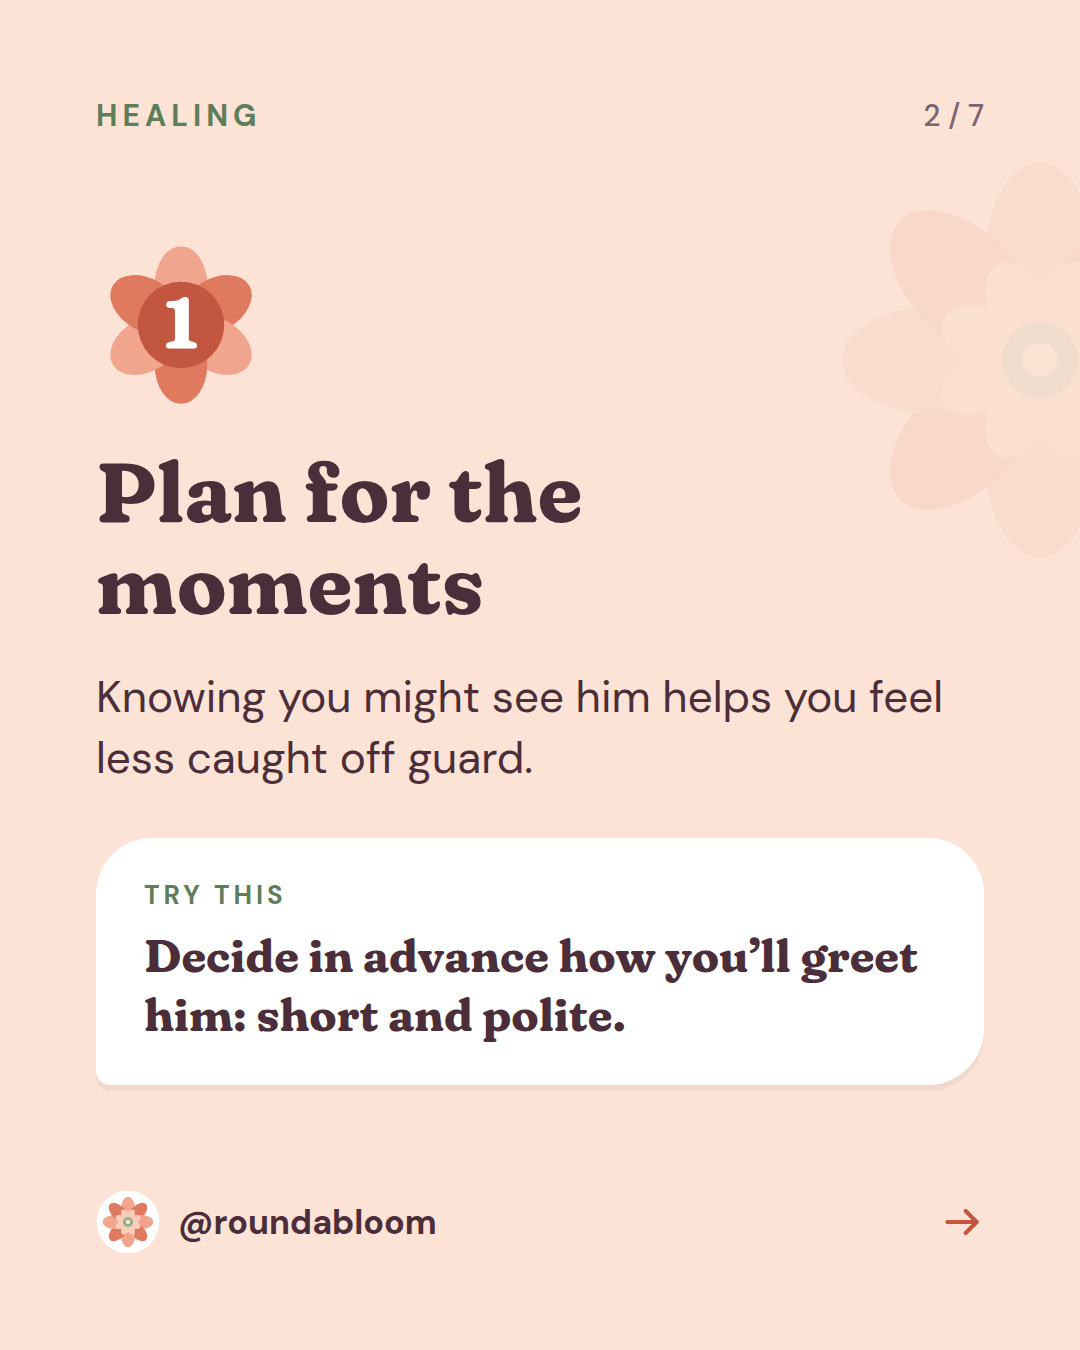 HEALING
2 / 7
1
Plan for the
moments
Knowing you might see him helps you feel
less caught off guard.
TRY THIS
Decide in advance how you’ll greet
him: short and polite.
@roundabloom